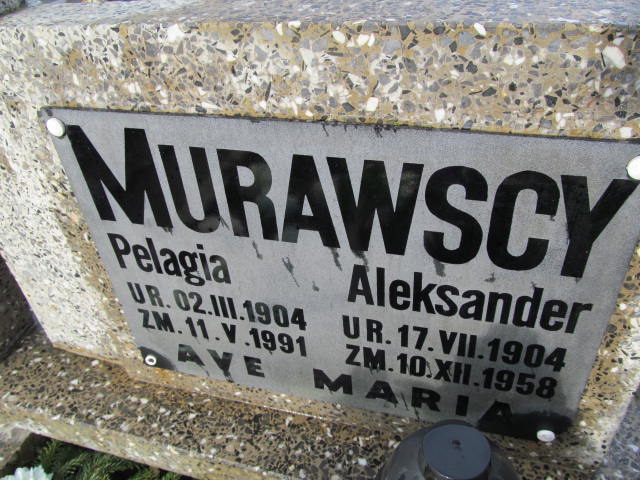 MURAWSCY
Pelagia Aleksander
UR. 02.III.1904 UR. 17.VII.1904
ZM. 11.V.1991 ZM. 10.XII.1958
AVE MARIA